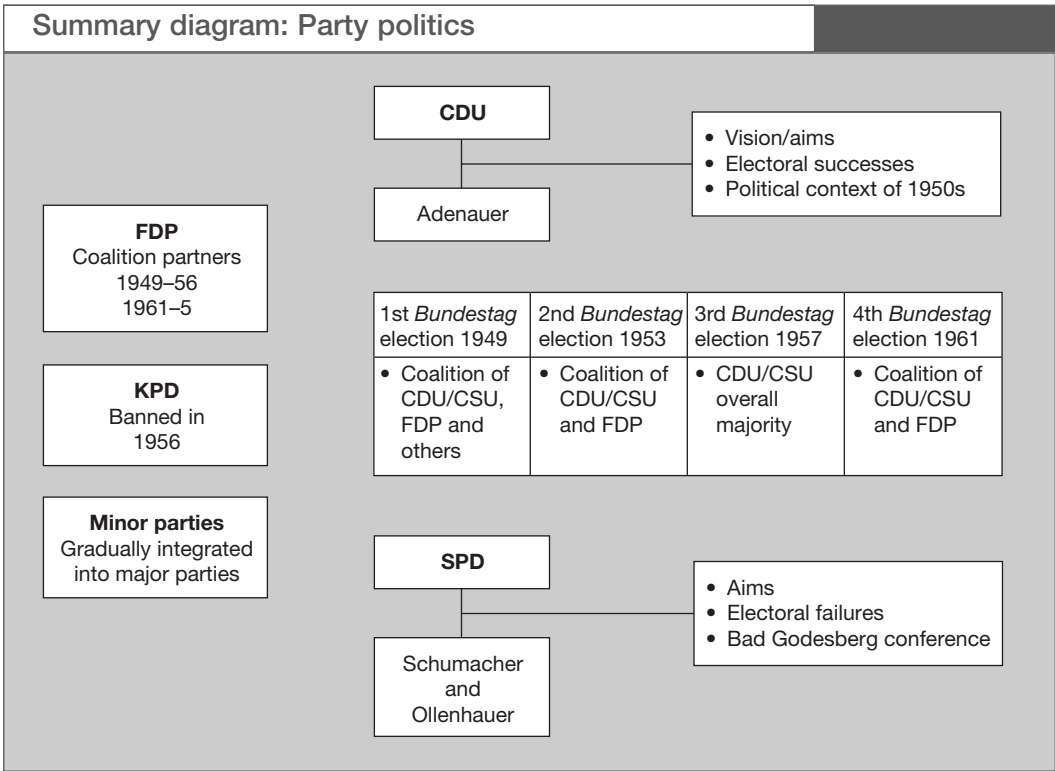 Summary diagram: Party politics
CDU
Adenauer
• Vision/aims
• Electoral successes
• Political context of 1950s
FDP
Coalition partners
1949–56
1961–5
KPD
Banned in
1956
Minor parties
Gradually integrated
into major parties
1st Bundestag
election 1949
• Coalition of
CDU/CSU,
FDP and
others
2nd Bundestag
election 1953
• Coalition of
CDU/CSU
and FDP
3rd Bundestag
election 1957
• CDU/CSU
overall
majority
4th Bundestag
election 1961
• Coalition of
CDU/CSU
and FDP
SPD
Schumacher
and
Ollenhauer
• Aims
• Electoral failures
• Bad Godesberg conference